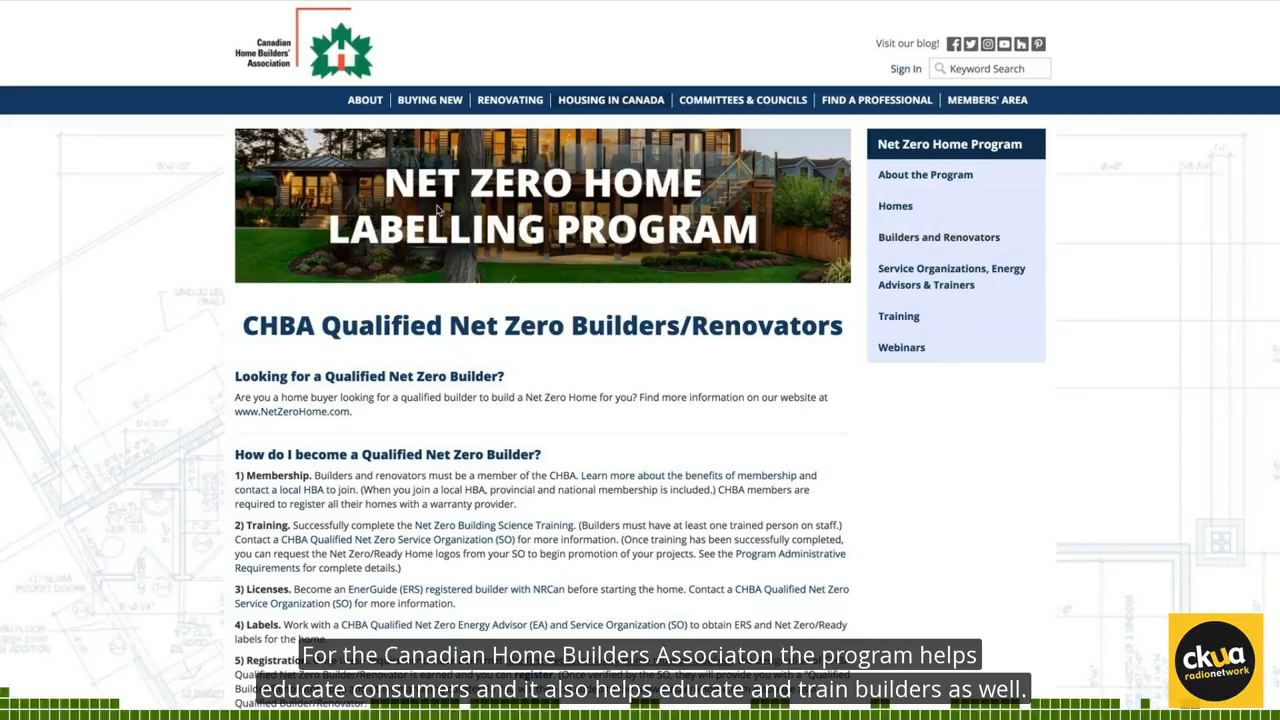 Canadian
Home Builders'
Association
Visit our blog!
Sign In
Keyword Search
ABOUT
BUYING NEW
RENOVATING
HOUSING IN CANADA
COMMITTEES & COUNCILS
FIND A PROFESSIONAL
MEMBERS' AREA
NET ZERO HOME
LABELLING PROGRAM
Net Zero Home Program
About the Program
Homes
Builders and Renovators
Service Organizations, Energy
Advisors & Trainers
Training
Webinars
CHBA Qualified Net Zero Builders/Renovators
Looking for a Qualified Net Zero Builder?
Are you a home buyer looking for a qualified builder to build a Net Zero Home for you? Find more information on our website at
www.NetZeroHome.com.
How do I become a Qualified Net Zero Builder?
1) Membership. Builders and renovators must be a member of the CHBA. Learn more about the benefits of membership and
contact a local HBA to join. (When you join a local HBA, provincial and national membership is included.) CHBA members are
required to register all their homes with a warranty provider.
2) Training. Successfully complete the Net Zero Building Science Training. (Builders must have at least one trained person on staff.)
Contact a CHBA Qualified Net Zero Service Organization (SO) for more information. (Once training has been successfully completed,
you can request the Net Zero/Ready Home logos from your SO to begin promotion of your projects. See the Program Administrative
Requirements for complete details.)
3) Licenses. Become an EnerGuide (ERS) registered builder with NRCan before starting the home. Contact a CHBA Qualified Net Zero
Service Organization (SO) for more information.
4) Labels. Work with a CHBA Qualified Net Zero Energy Advisor (EA) and Service Organization (SO) to obtain ERS and Net Zero/Ready
labels for the home
5) Registration
For the Canadian Home Builders Associaton the program helps
educate consumers and it also helps educate and train builders as well.
ckua
radionetwork